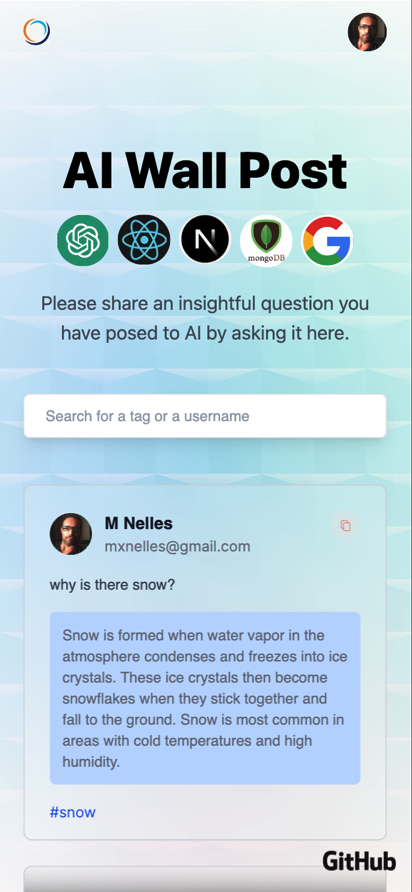 AI Wall Post
N
mongoDB
G
Please share an insightful question you
have posed to AI by asking it here.
Search for a tag or a username
M Nelles
mxnelles@gmail.com
why is there snow?
Snow is formed when water vapor in the
atmosphere condenses and freezes into ice
crystals. These ice crystals then become
snowflakes when they stick together and
fall to the ground. Snow is most common in
areas with cold temperatures and high
humidity.
#snow
GitHub